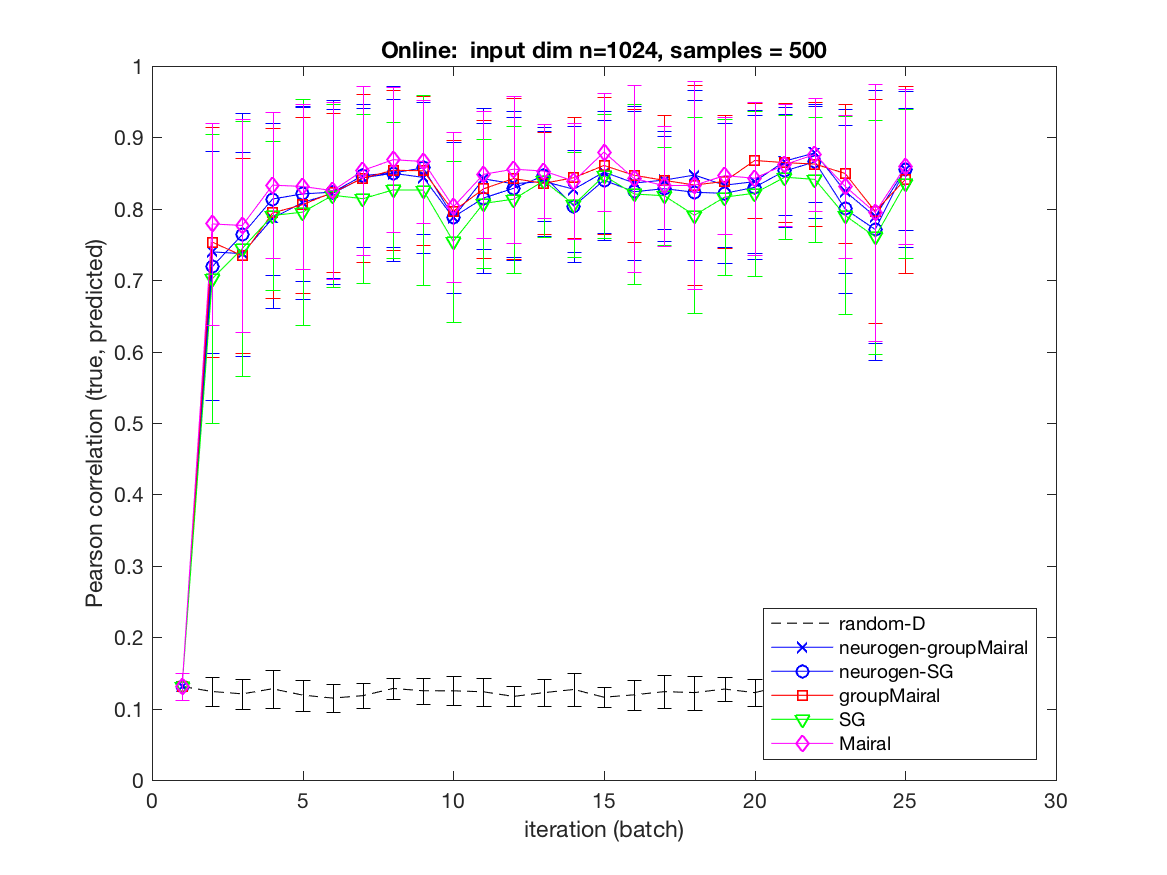 Online:  input dim n=1024, samples = 500
Pearson correlation (true, predicted)
1
0.9
0.8
0.7
0.6
0.5
0.4
0.3
0.2
0.1
0
0
5
10
15
20
25
30
iteration (batch)
random-D
neurogen-groupMairal
neurogen-SG
groupMairal
SG
Mairal